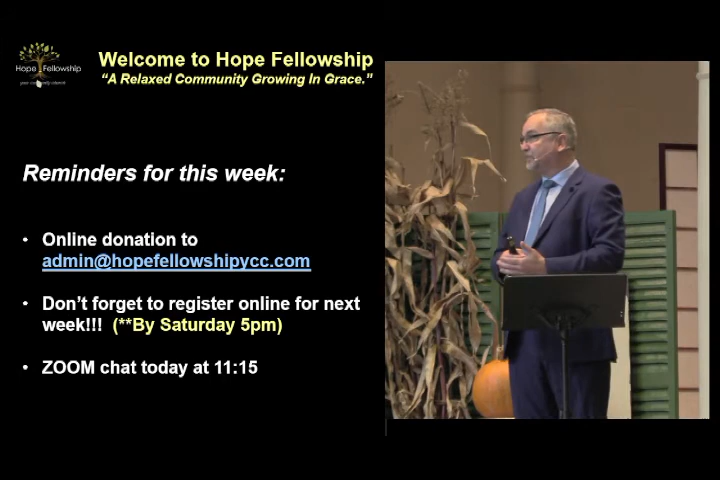 Hope Fellowship
Welcome to Hope Fellowship
“A Relaxed Community Growing In Grace.”
Reminders for this week:
• Online donation to
admin@hopefellowshipycc.com
• Don’t forget to register online for next
week!!! (**By Saturday 5pm)
• ZOOM chat today at 11:15